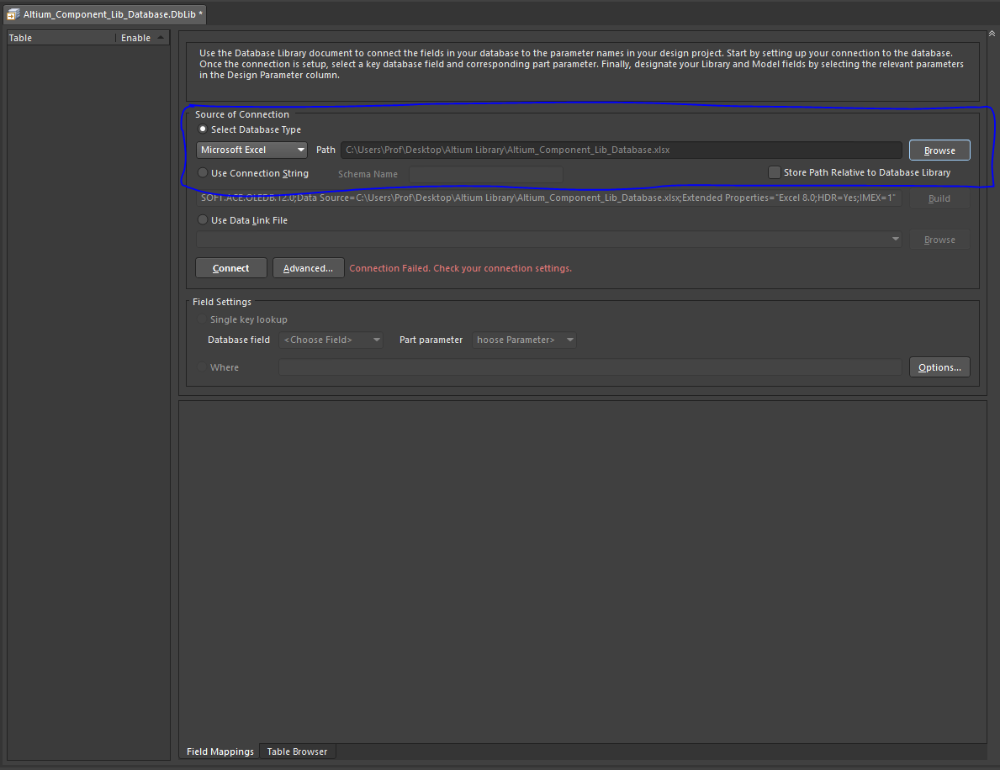 Altium_Component_Lib_Database.DbLib *
Table Enable
Use the Database Library document to connect the fields in your database to the parameter names in your design project. Start by setting up your connection to the database.
Once the connection is setup, select a key database field and corresponding part parameter. Finally, designate your Library and Model fields by selecting the relevant parameters
in the Design Parameter column.
Source of Connection
Select Database Type
Microsoft Excel Path C:\Users\Prof\Desktop\Altium Library\Altium_Component_Lib_Database.xlsx Browse
Use Connection String Schema Name Store Path Relative to Database Library
SOFT.ACE.OLEDB.12.0;Data Source=C:\Users\Prof\Desktop\Altium Library\Altium_Component_Lib_Database.xlsx;Extended Properties="Excel 8.0;HDR=Yes;IMEX=1" Build
Use Data Link File
Browse
Connect Advanced... Connection Failed. Check your connection settings.
Field Settings
Single key lookup
Database field <Choose Field> Part parameter hoose Parameter>
Where Options...
Field Mappings Table Browser